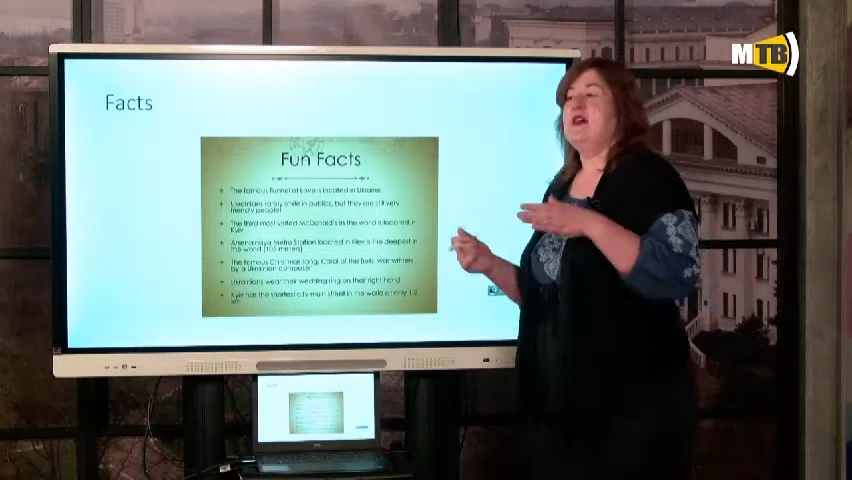 МТВ
Facts
Fun Facts
The famous Tunnel of Love is located in Ukraine
Ukrainians rarely smile in publics, but they are still very
friendly people!
The third most visited McDonald's in the world is located in
Kyiv
Arsenalnaya Metro Station located in Kiev is the deepest in
the world (105 meters)
The famous Christmas song, Carol of the Bells, was written
by a Ukrainian composer
Ukrainians wear their wedding ring on their right hand
Kyiv has the shortest city main street in the world at only 1.2
km
Facts